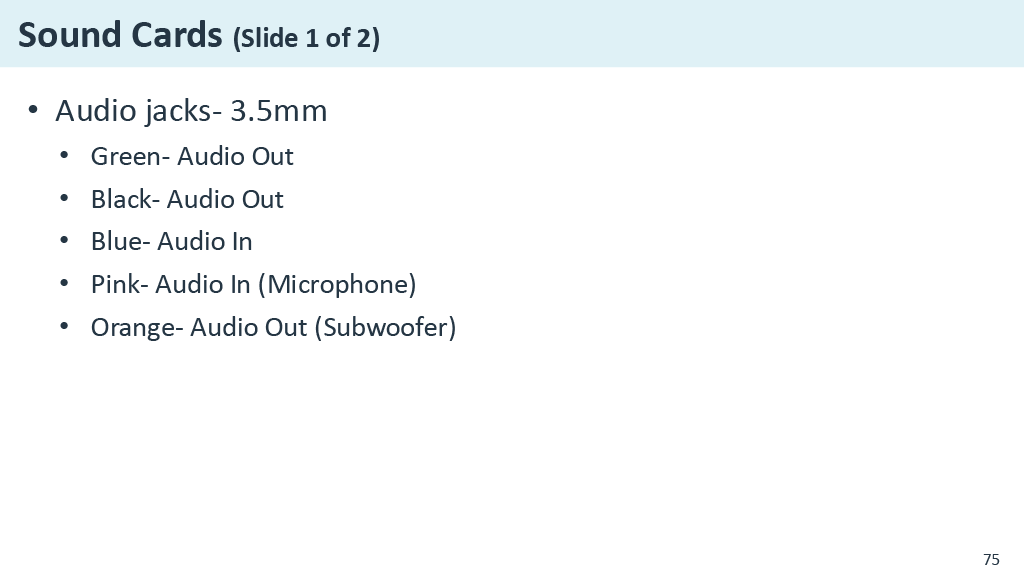 Sound Cards (Slide 1 of 2)
• Audio jacks- 3.5mm
• Green- Audio Out
• Black- Audio Out
• Blue- Audio In
• Pink- Audio In (Microphone)
• Orange- Audio Out (Subwoofer)
75